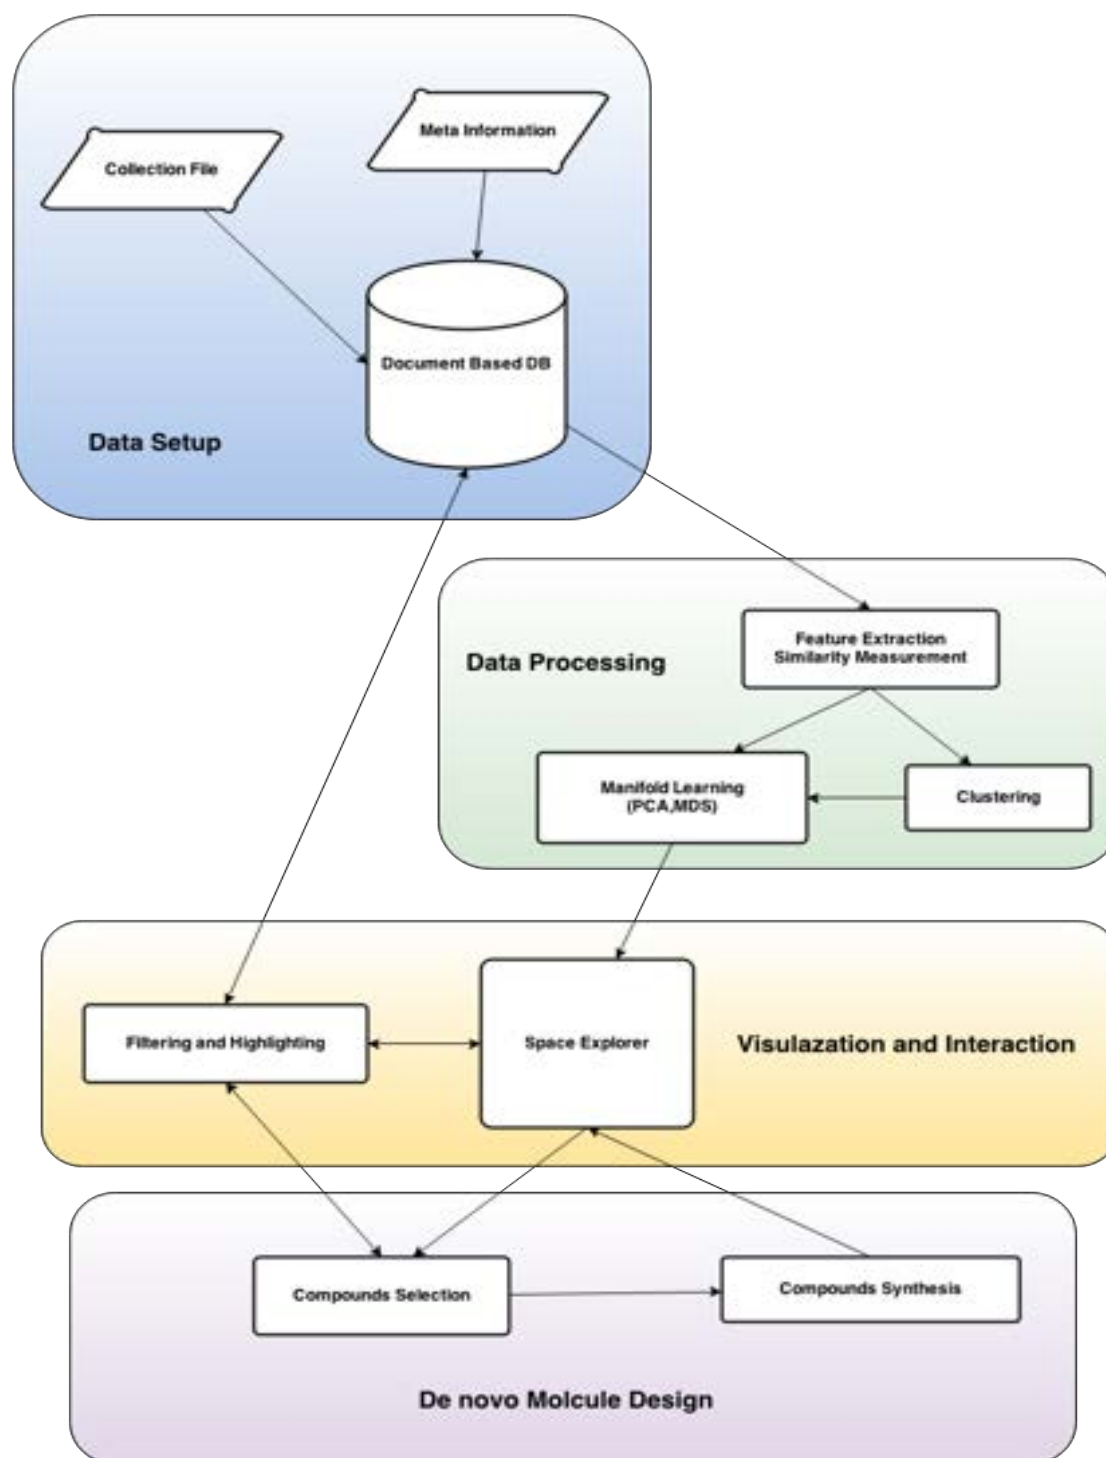 Meta Information
Collection File
Document Based DB
Data Setup
Feature Extraction
Similarity Measurement
Data Processing
Manifold Learning
(PCA,MDS)
Clustering
Filtering and Highlighting
Space Explorer
Visulazation and Interaction
Compounds Selection
Compounds Synthesis
De novo Molcule Design